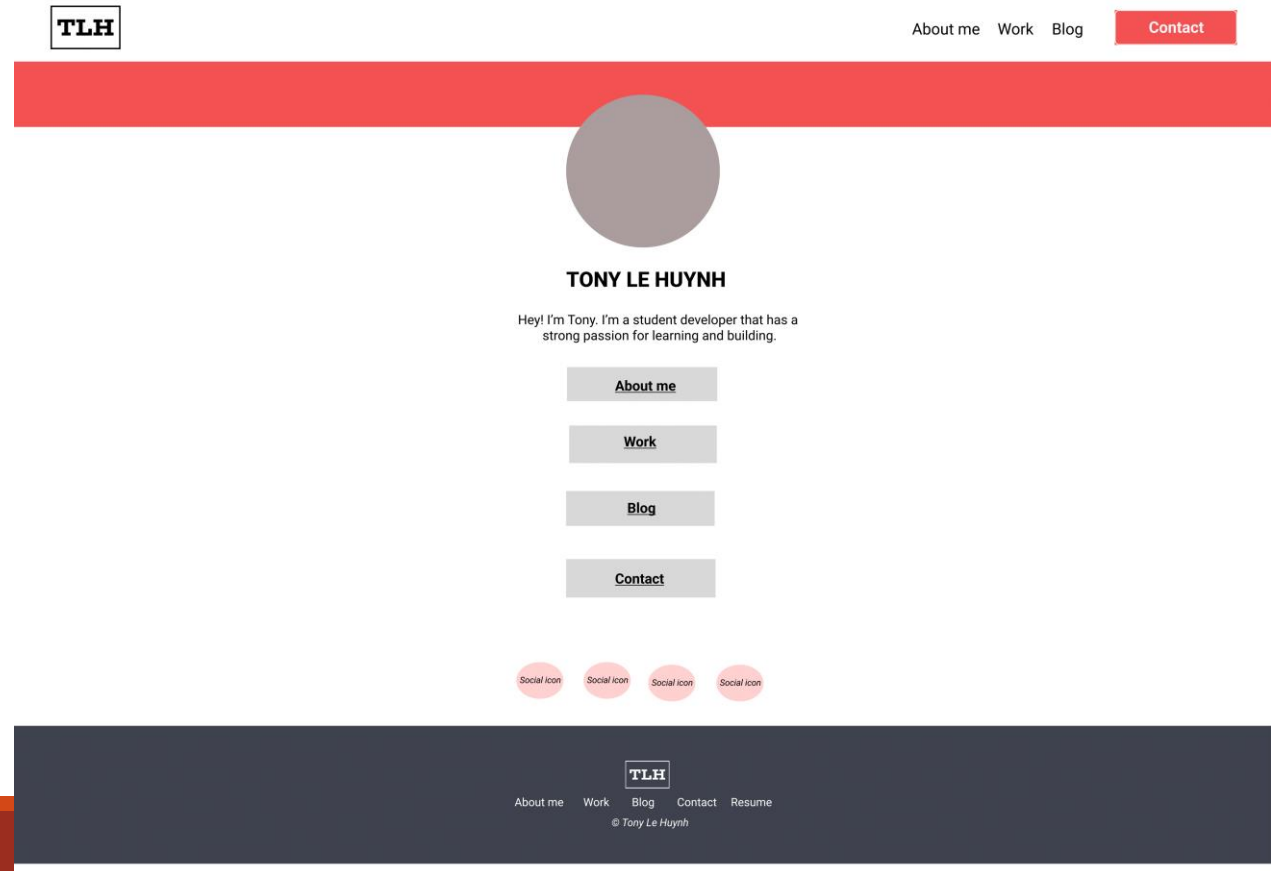 TLH
About me Work Blog Contact
TONY LE HUYNH
Hey! I'm Tony. I'm a student developer that has a
strong passion for learning and building.
About me
Work
Blog
Contact
Social icon Social icon Social icon Social icon
TLH
About me Work Blog Contact Resume
© Tony Le Huynh